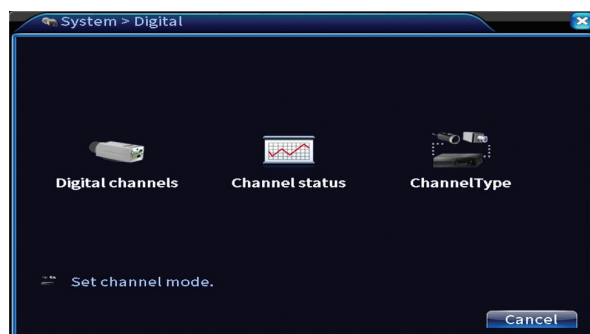 System > Digital
Digital channels
Channel status
ChannelType
Set channel mode.
Cancel